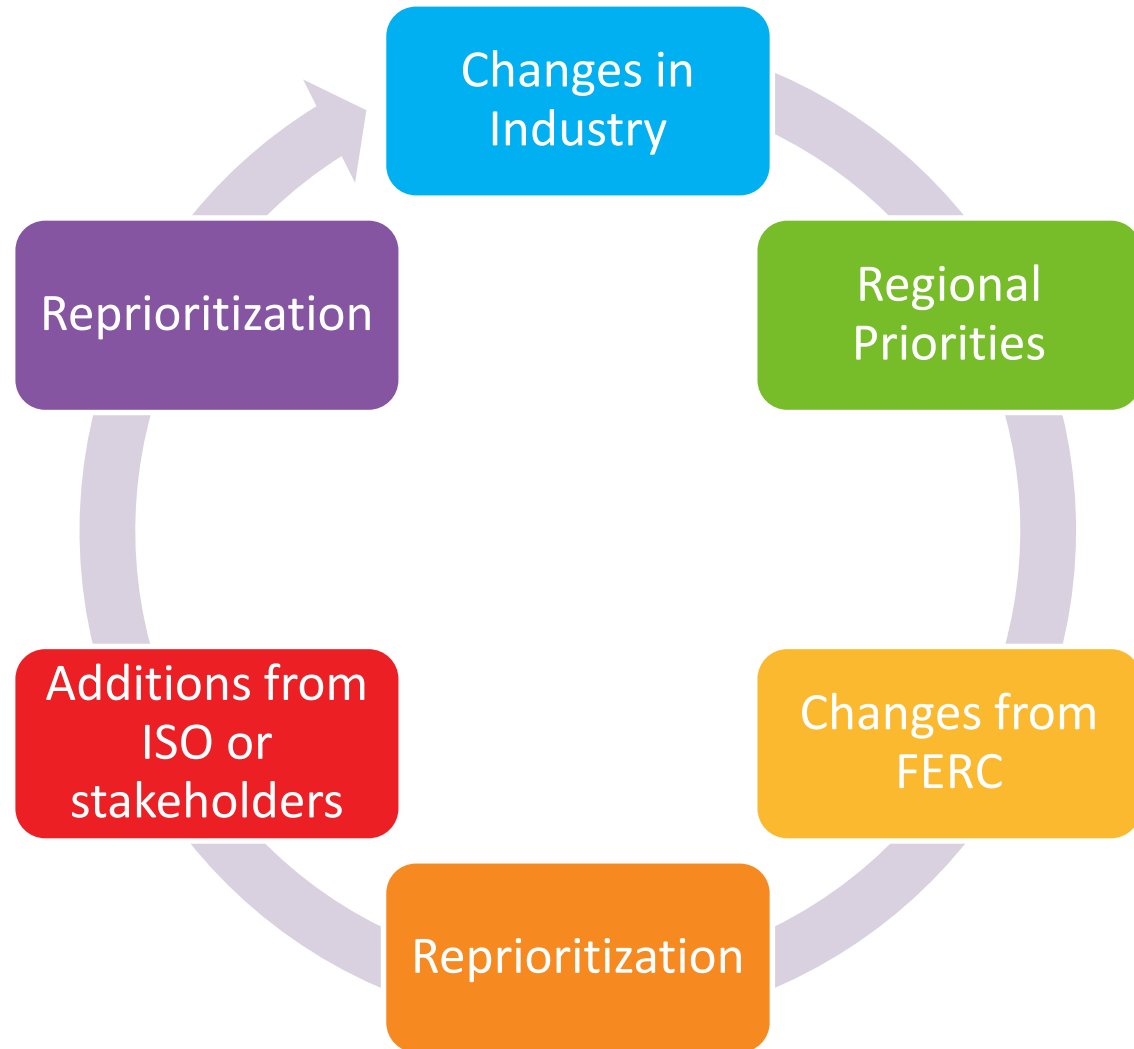 Changes in
Industry
Regional
Priorities
Changes from
FERC
Reprioritization
Additions from
ISO or
stakeholders
Reprioritization